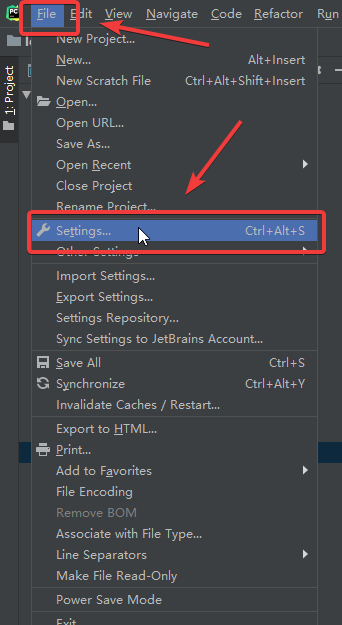 PC File Edit View Navigate Code Refactor Run
1: Project
New Project...
New... Alt+Insert
New Scratch File Ctrl+Alt+Shift+Insert
Open...
Open URL...
Save As...
Open Recent
Close Project
Rename Project...
Settings... Ctrl+Alt+S
Other Settings
Import Settings...
Export Settings...
Settings Repository...
Sync Settings to JetBrains Account...
Save All Ctrl+S
Synchronize Ctrl+Alt+Y
Invalidate Caches / Restart...
Export to HTML...
Print...
Add to Favorites
File Encoding
Remove BOM
Associate with File Type...
Line Separators
Make File Read-Only
Power Save Mode
Exit